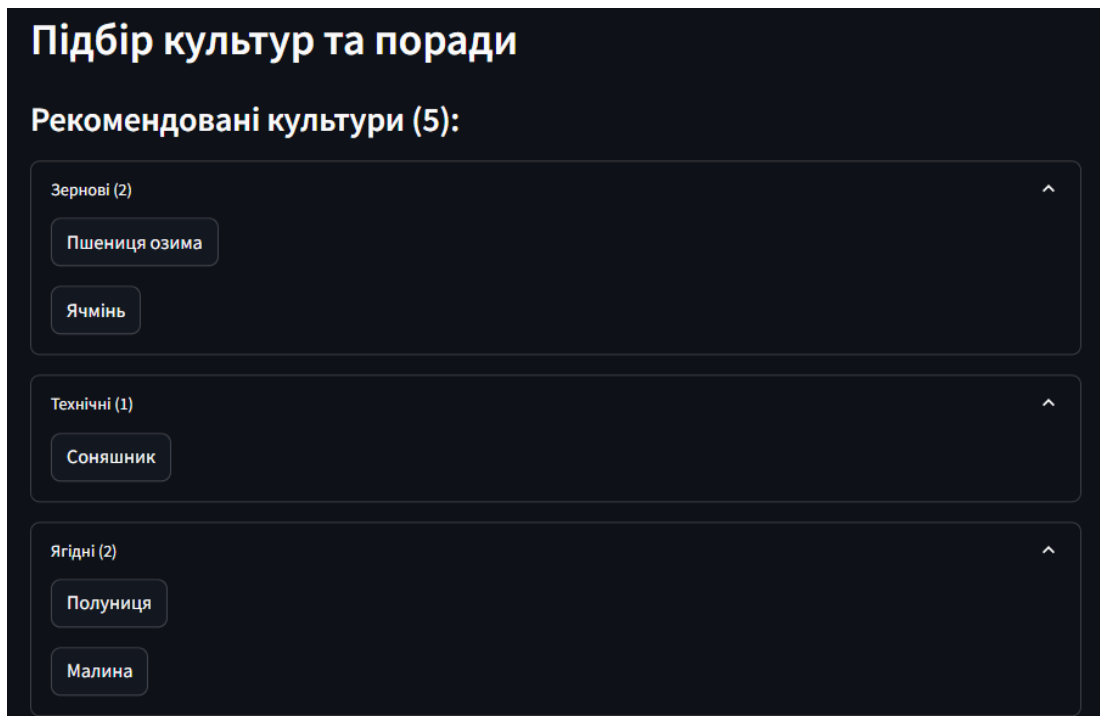 Підбір культур та поради
Рекомендовані культури (5):
Зернові (2)
Пшениця озима
Ячмінь
Технічні (1)
Соняшник
Ягідні (2)
Полуниця
Малина